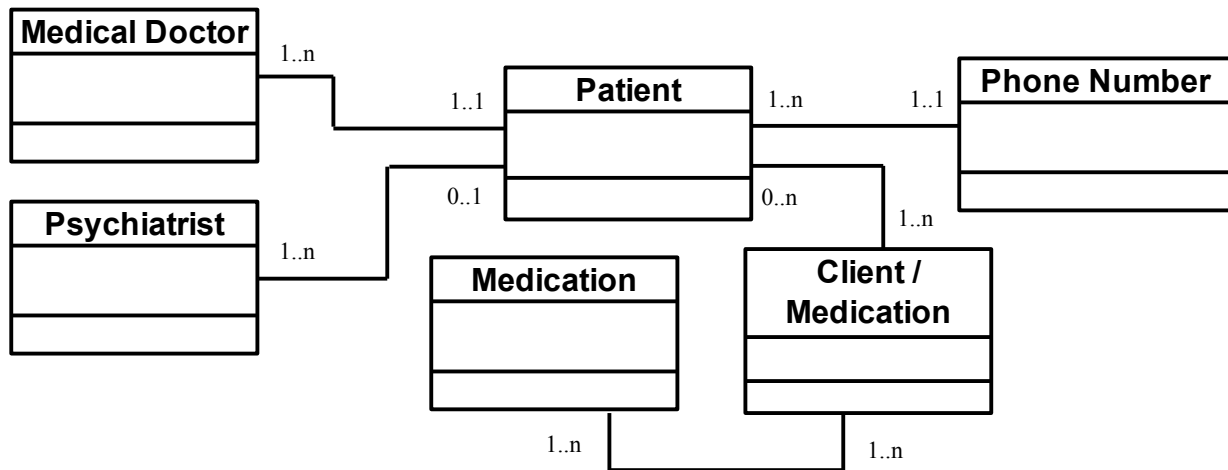 Medical Doctor
1..n
1..1
Patient
1..n
1..1
Phone Number
Psychiatrist
1..n
0..1
0..n
1..n
Medication
Client /
Medication
1..n
1..n